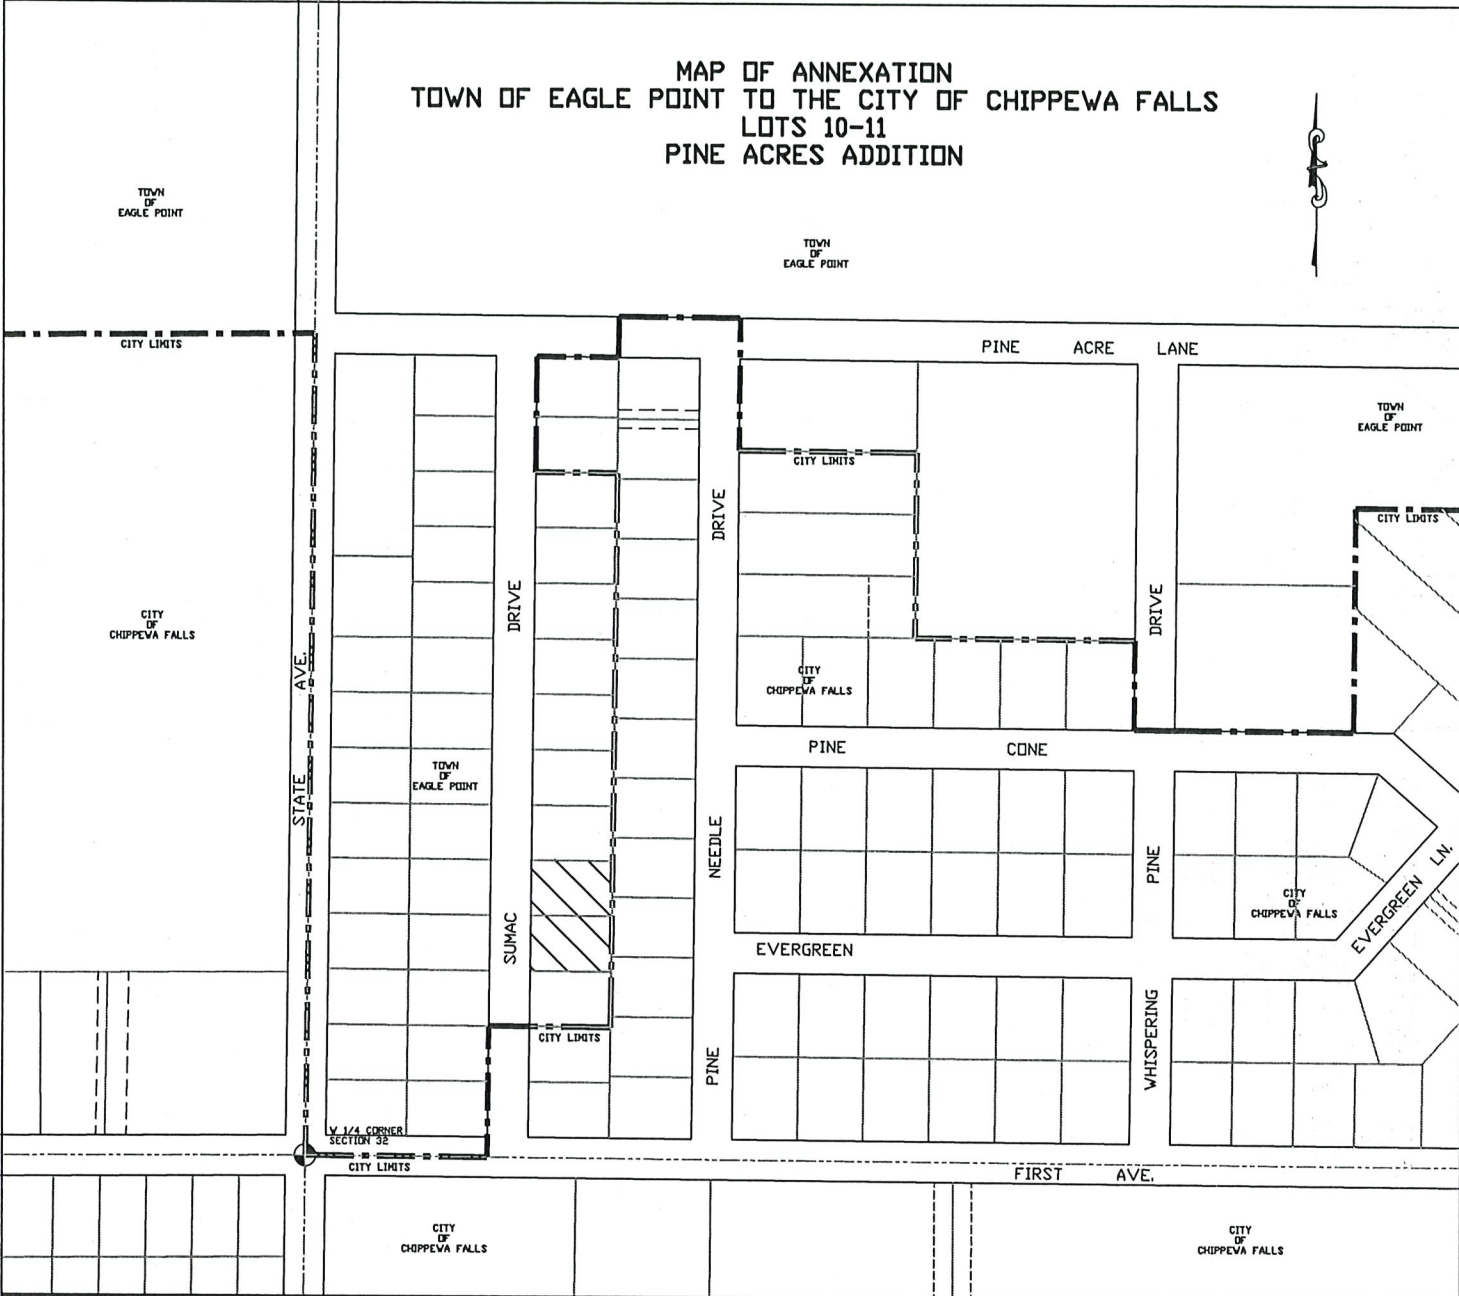 MAP OF ANNEXATION
TOWN OF EAGLE POINT TO THE CITY OF CHIPPEWA FALLS
LOTS 10-11
PINE ACRES ADDITION
TOWN
OF
EAGLE POINT
TOWN
OF
EAGLE POINT
CITY LIMITS
PINE ACRE LANE
TOWN
OF
EAGLE POINT
CITY LIMITS
CITY LIMITS
DRIVE
DRIVE
DRIVE
CITY
OF
CHIPPEWA FALLS
STATE AVE.
CITY
OF
CHIPPEWA FALLS
PINE CONE
TOWN
OF
EAGLE POINT
NEEDLE
PINE
EVERGREEN LN.
CITY
OF
CHIPPEWA FALLS
SUMAC
EVERGREEN
WHISPERING
CITY LIMITS
PINE
W 1/4 CORNER
SECTION 32
CITY LIMITS
FIRST AVE.
CITY
OF
CHIPPEWA FALLS
CITY
OF
CHIPPEWA FALLS